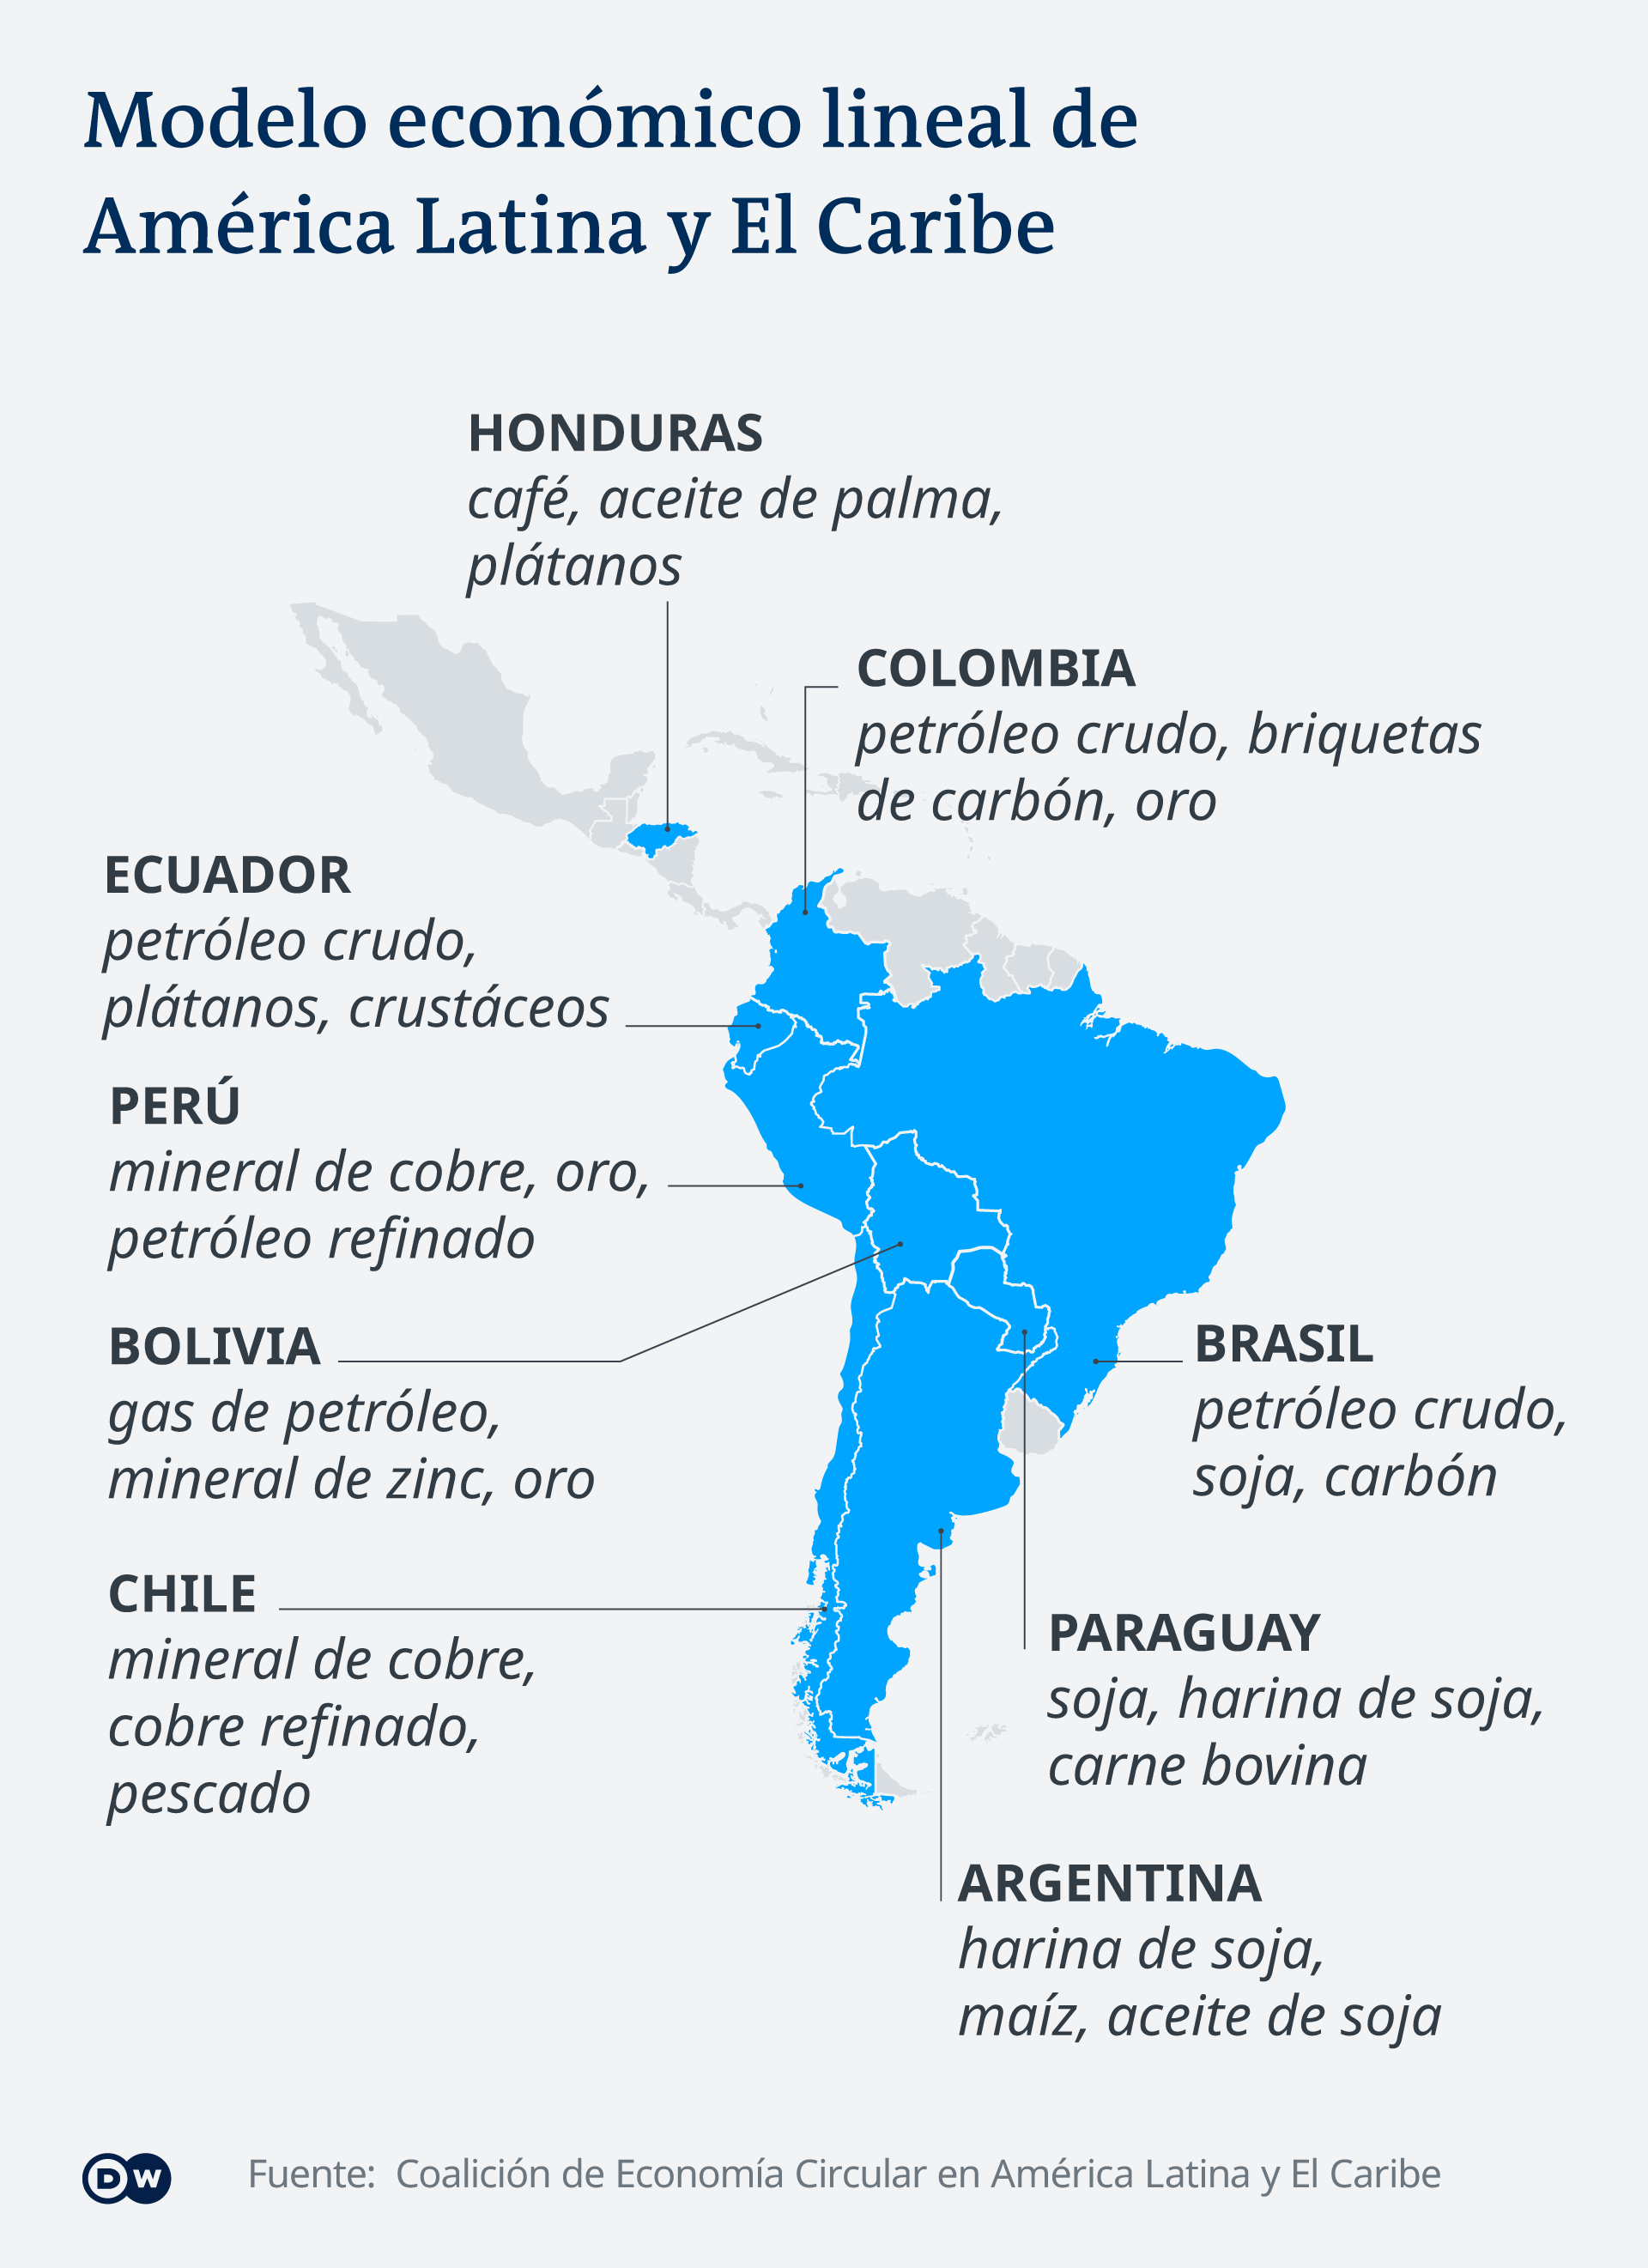 Modelo económico lineal de
América Latina y El Caribe
HONDURAS
café, aceite de palma,
plátanos
COLOMBIA
petróleo crudo, briquetas
de carbón, oro
ECUADOR
petróleo crudo,
plátanos, crustáceos
PERÚ
mineral de cobre, oro,
petróleo refinado
BOLIVIA
gas de petróleo,
mineral de zinc, oro
BRASIL
petróleo crudo,
soja, carbón
CHILE
mineral de cobre,
cobre refinado,
pescado
PARAGUAY
soja, harina de soja,
carne bovina
ARGENTINA
harina de soja,
maíz, aceite de soja
DW
Fuente: Coalición de Economía Circular en América Latina y El Caribe